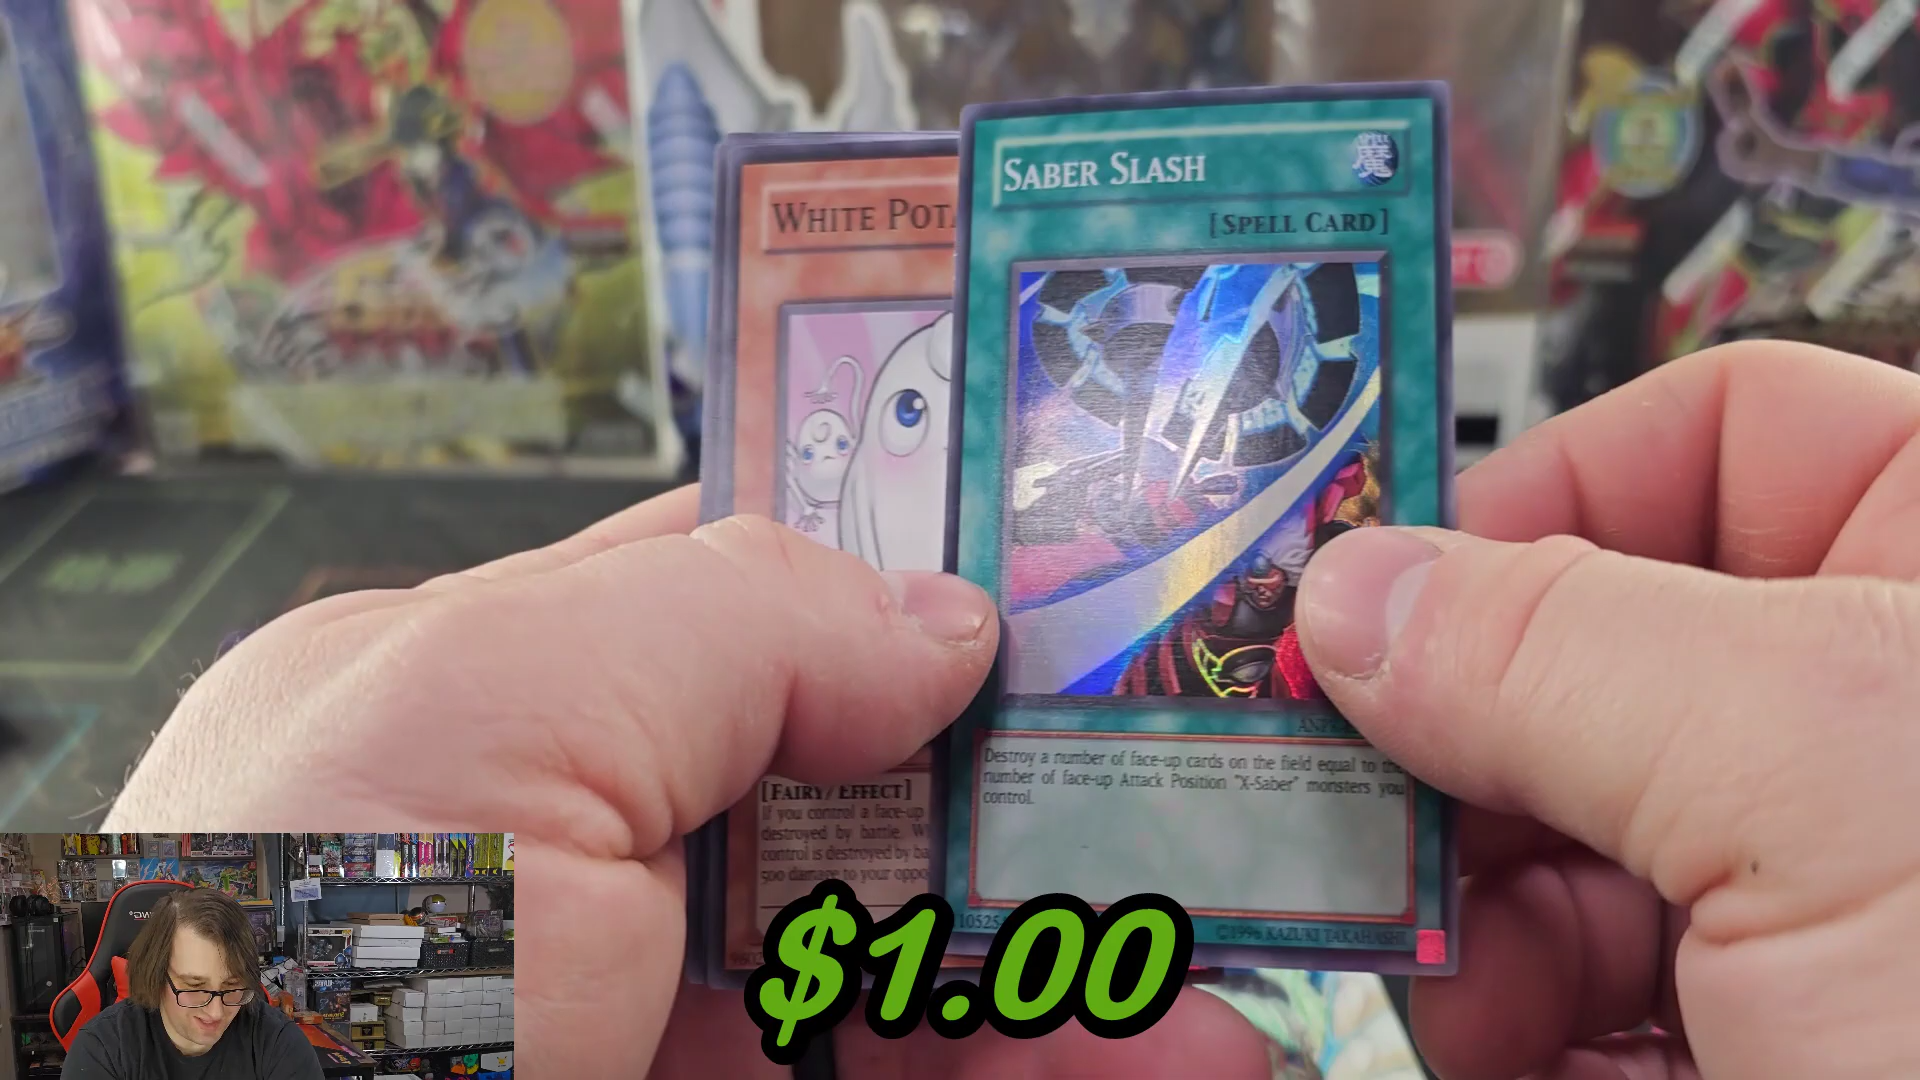 SABER SLASH
魔
[SPELL CARD]
WHITE POT
Destroy a number of face-up cards on the field equal to the
number of face-up Attack Position "X-Saber" monsters you
control.
[FAIRY/EFFECT]
If you control a face-up
destroyed by battle.
control is destroyed by
500 damage to your oppo
10525
©1996 KAZUKI TAKAHASHI
$1.00